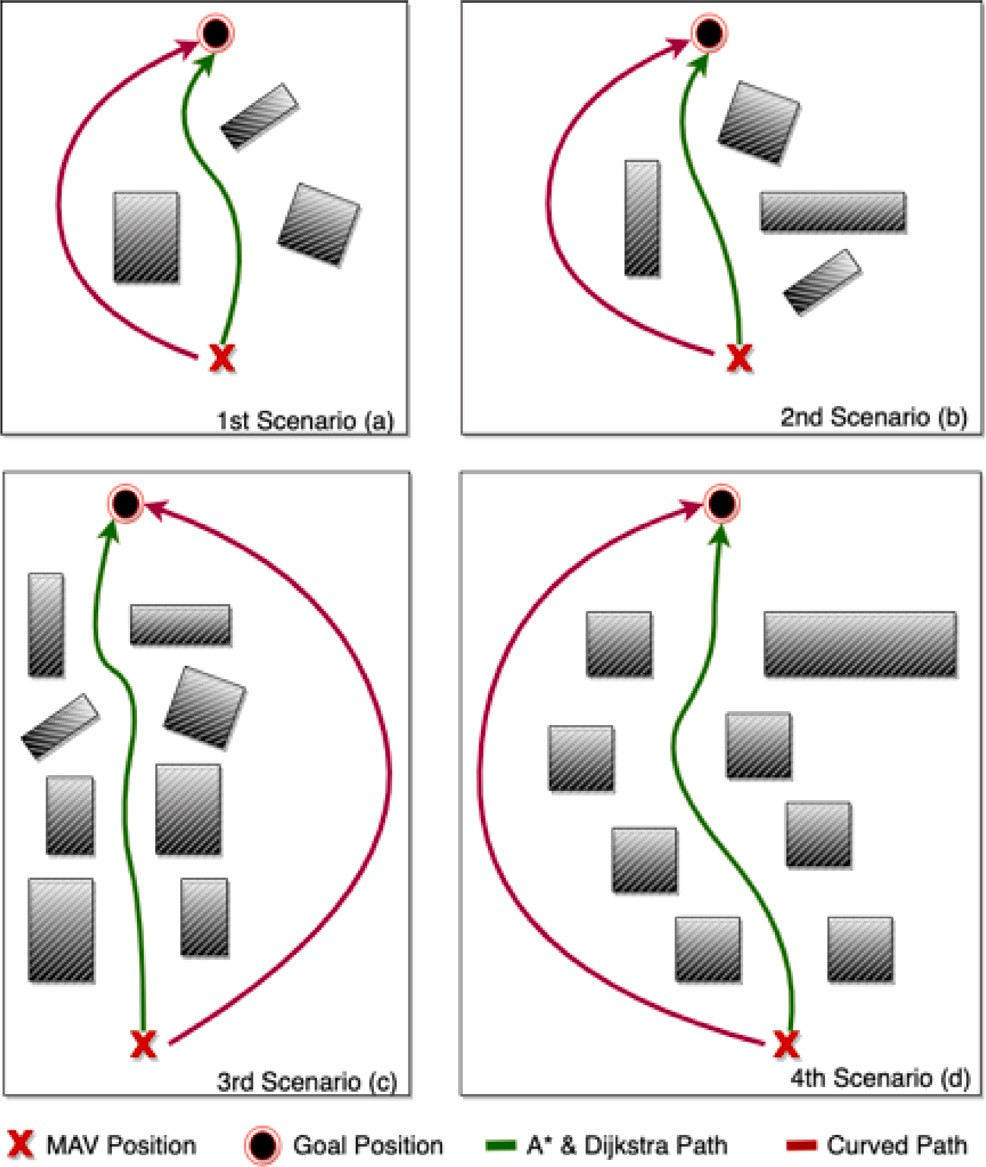 1st Scenario (a)
2nd Scenario (b)
3rd Scenario (c)
4th Scenario (d)
X MAV Position Goal Position A* & Dijkstra Path Curved Path